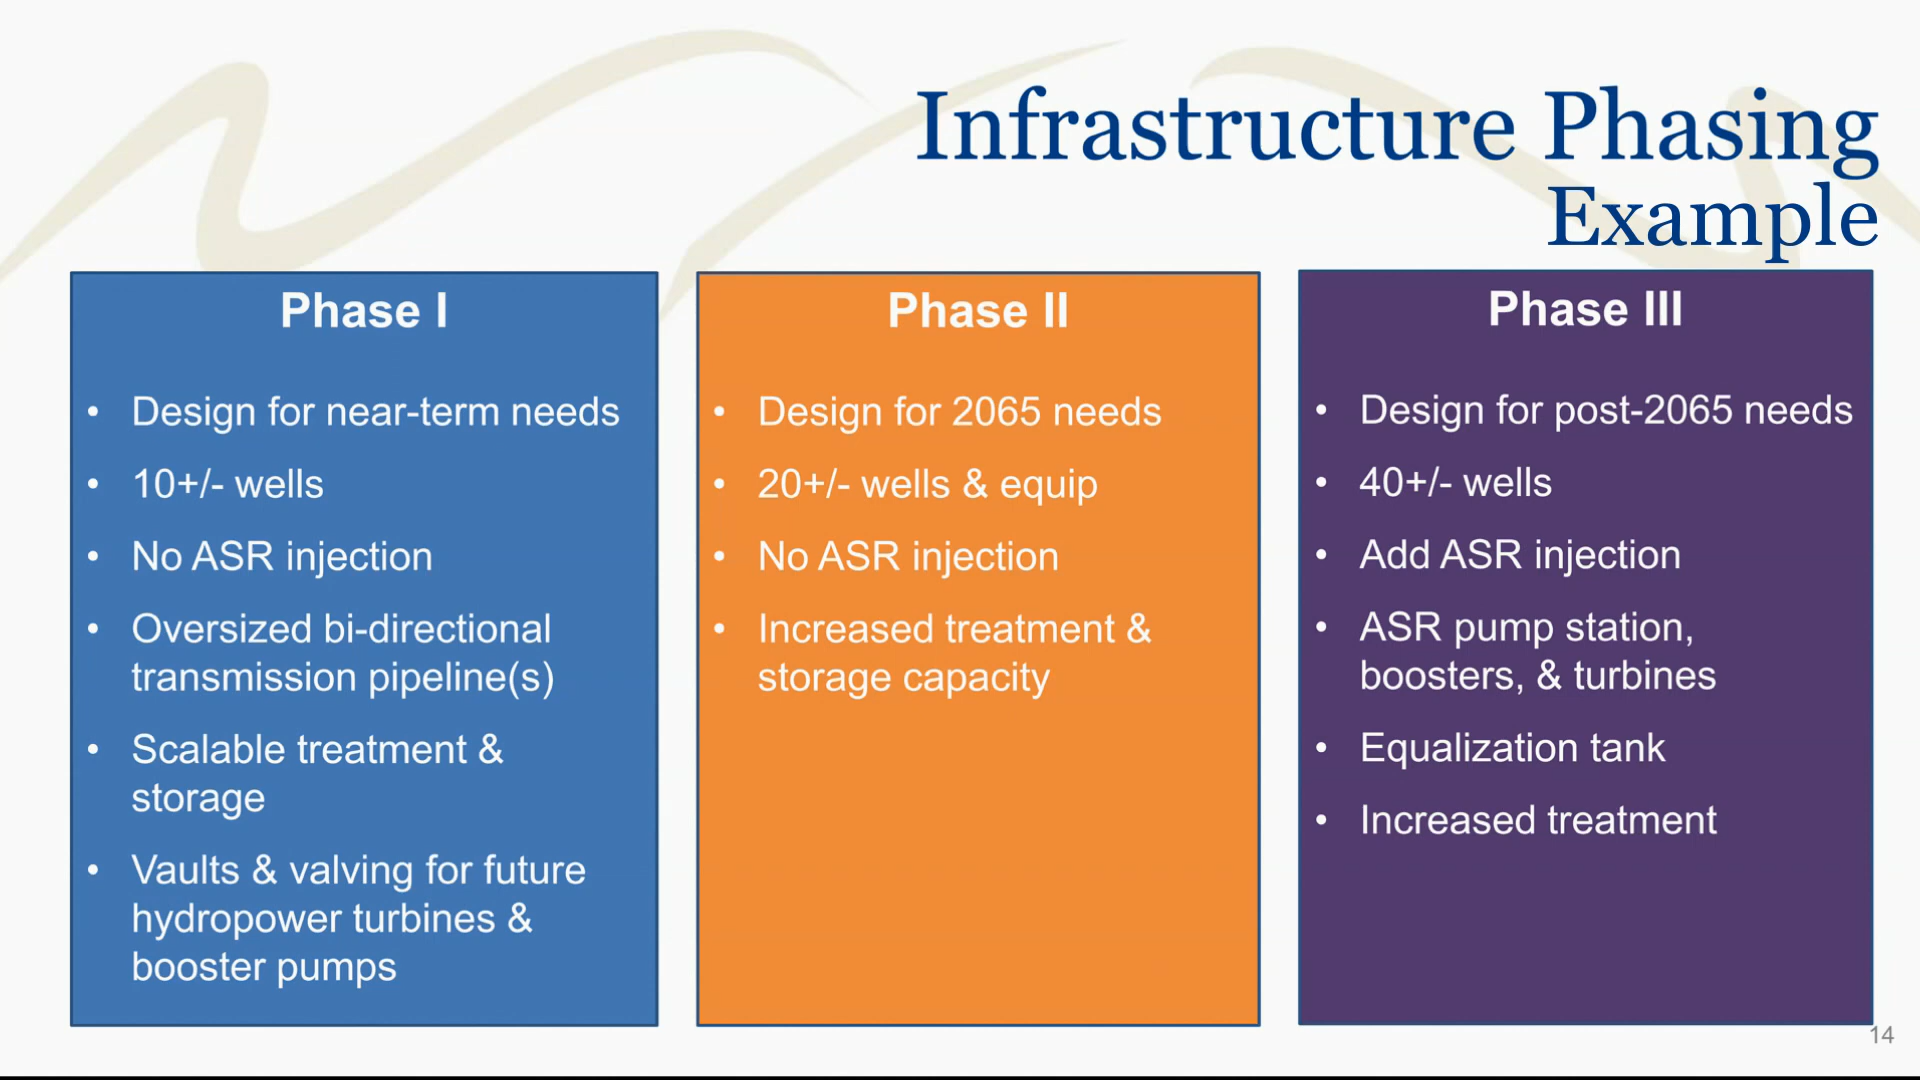 Infrastructure Phasing
Example
Phase I
• Design for near-term needs
• 10+/- wells
• No ASR injection
• Oversized bi-directional
transmission pipeline(s)
• Scalable treatment &
storage
• Vaults & valving for future
hydropower turbines &
booster pumps
Phase II
• Design for 2065 needs
• 20+/- wells & equip
• No ASR injection
• Increased treatment &
storage capacity
Phase III
• Design for post-2065 needs
• 40+/- wells
• Add ASR injection
• ASR pump station,
boosters, & turbines
• Equalization tank
• Increased treatment
14